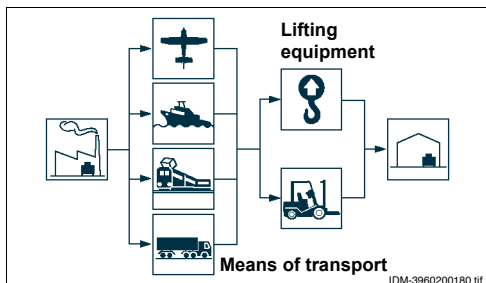 Lifting
equipment
Means of transport
IDM-3960200180.tif